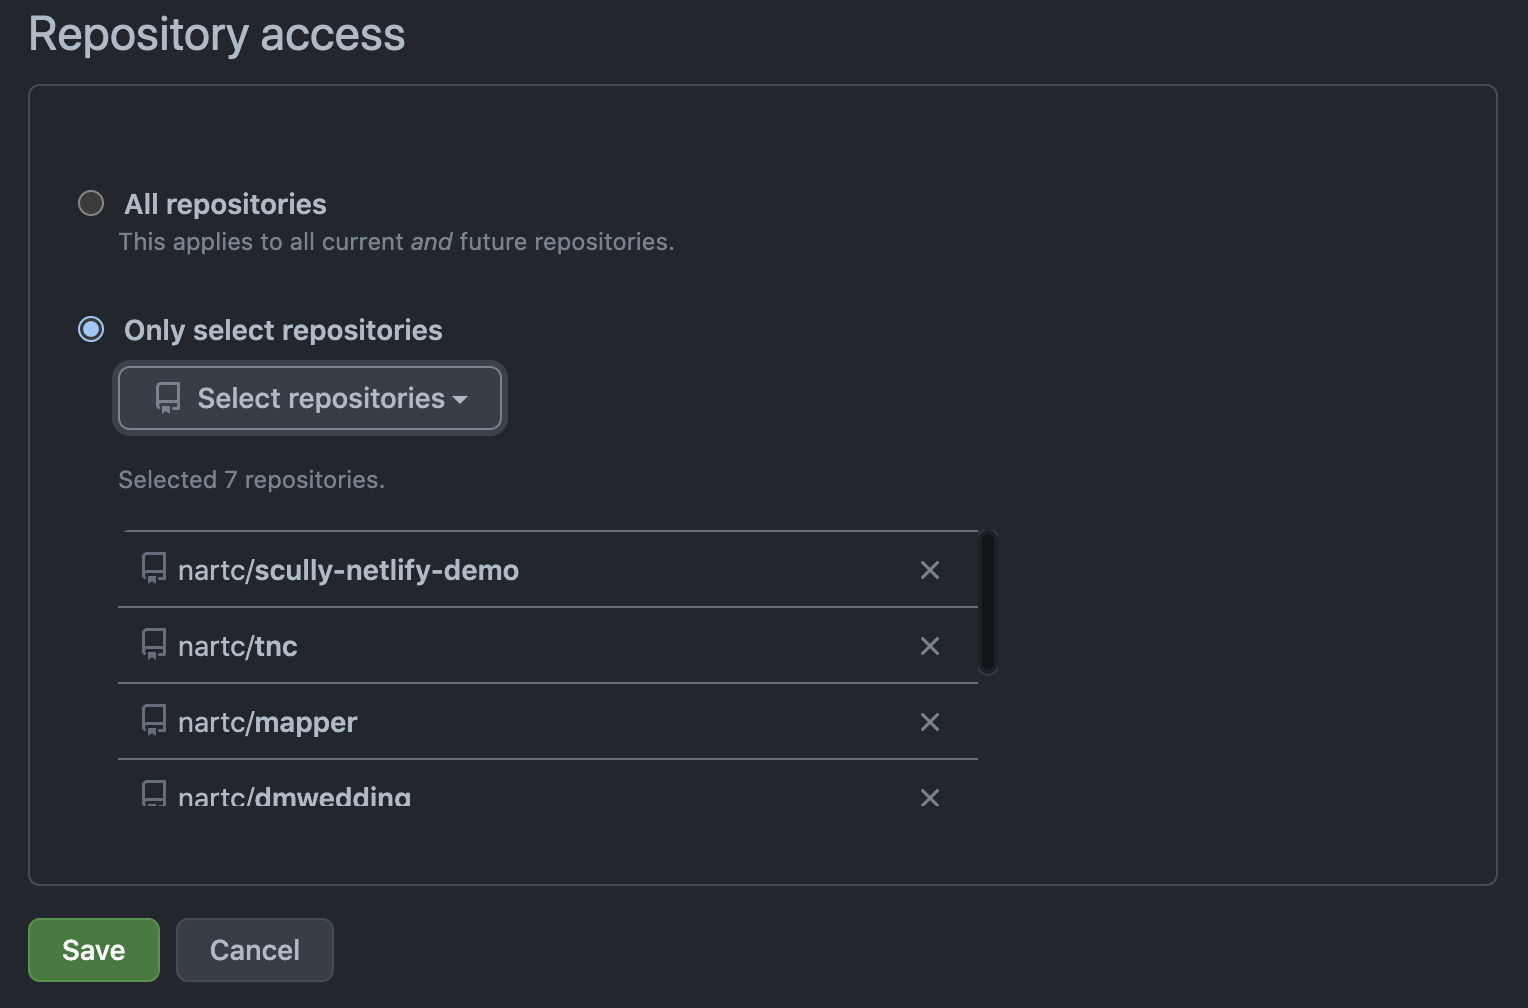 Repository access
All repositories
This applies to all current and future repositories.
Only select repositories
Select repositories
Selected 7 repositories.
nartc/scully-netlify-demo
nartc/tnc
nartc/mapper
nartc/dmwedding
Save
Cancel